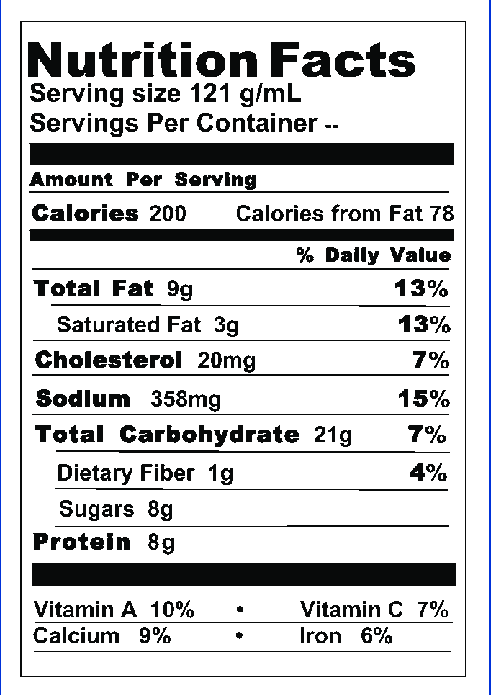 Nutrition Facts
Serving size 121 g/mL
Servings Per Container --
Amount Per Serving
Calories 200 Calories from Fat 78
% Daily Value
Total Fat 9g 13%
Saturated Fat 3g 13%
Cholesterol 20mg 7%
Sodium 358mg 15%
Total Carbohydrate 21g 7%
Dietary Fiber 1g 4%
Sugars 8g
Protein 8g
Vitamin A 10% • Vitamin C 7%
Calcium 9% • Iron 6%